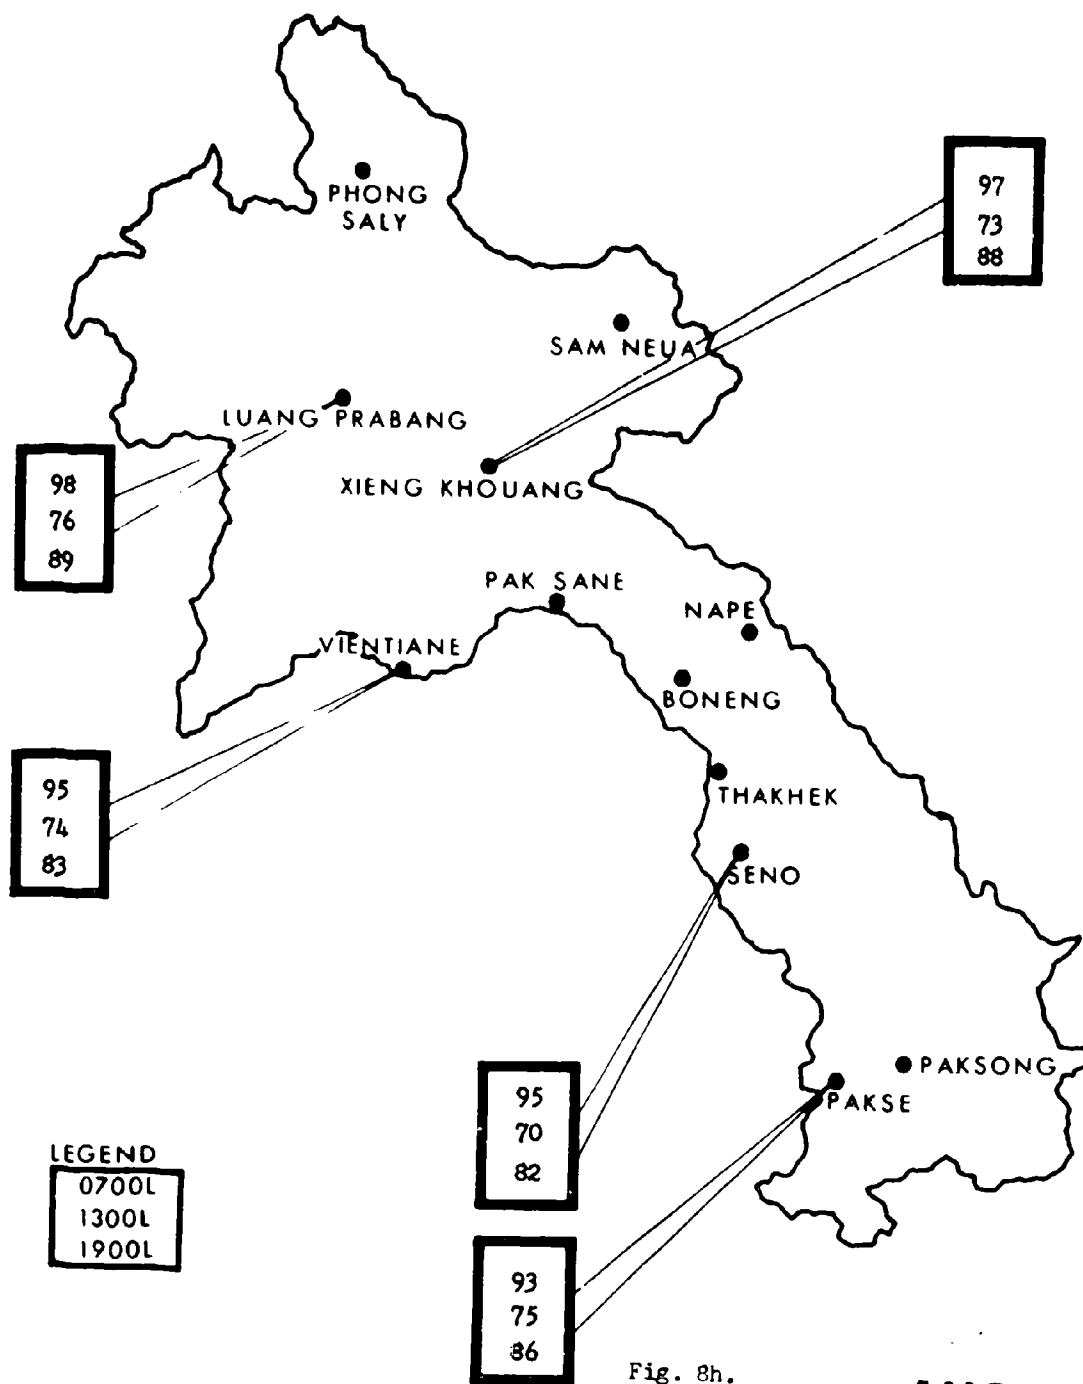 PHONG
SALY
97
73
88
SAM NEUA
LUANG PRABANG
XIENG KHOUANG
98
76
89
PAK SANE
NAPE
VIENTIANE
BONENG
95
74
83
THAKHEK
SENO
PAKSONG
PAKSE
95
70
82
LEGEND
0700L
1300L
1900L
93
75
86
Fig. 8h.